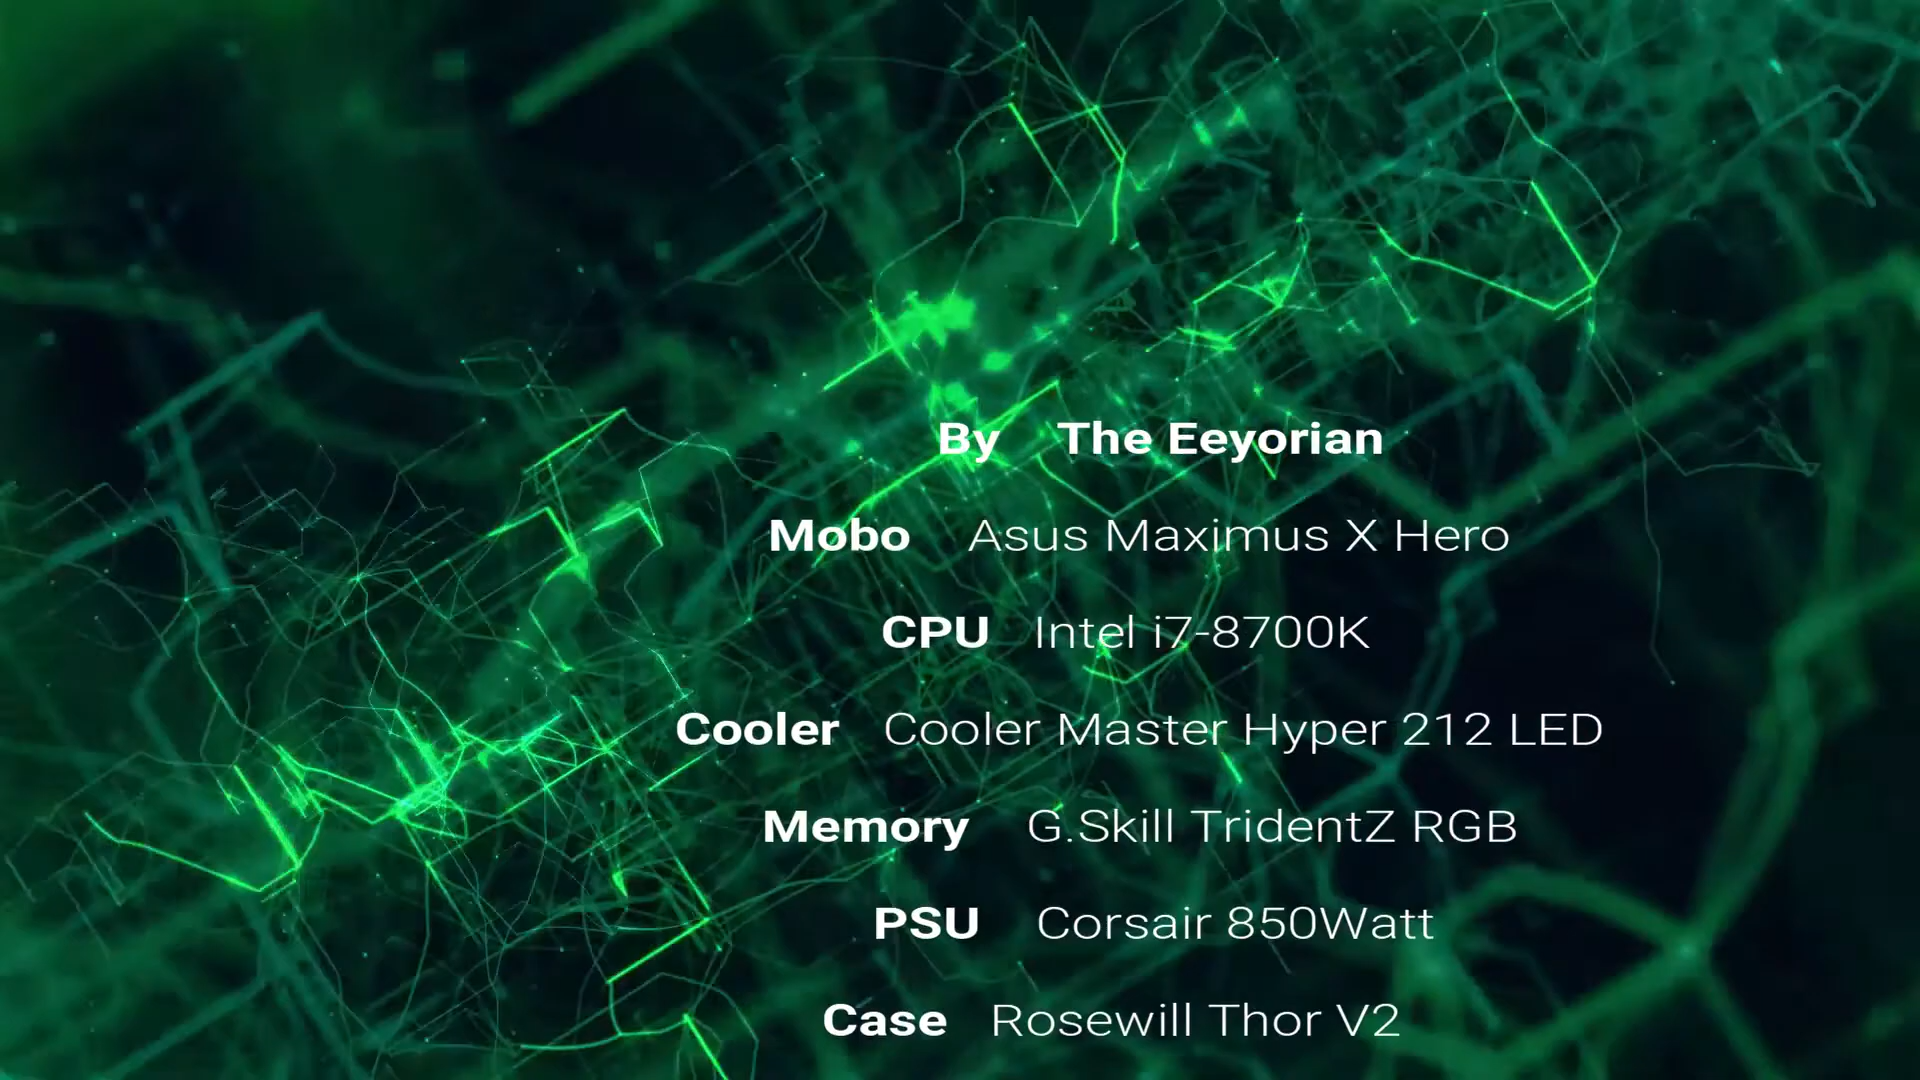 By The Eeyorian
Mobo Asus Maximus X Hero
CPU Intel i7-8700K
Cooler Cooler Master Hyper 212 LED
Memory G.Skill TridentZ RGB
PSU Corsair 850Watt
Case Rosewill Thor V2